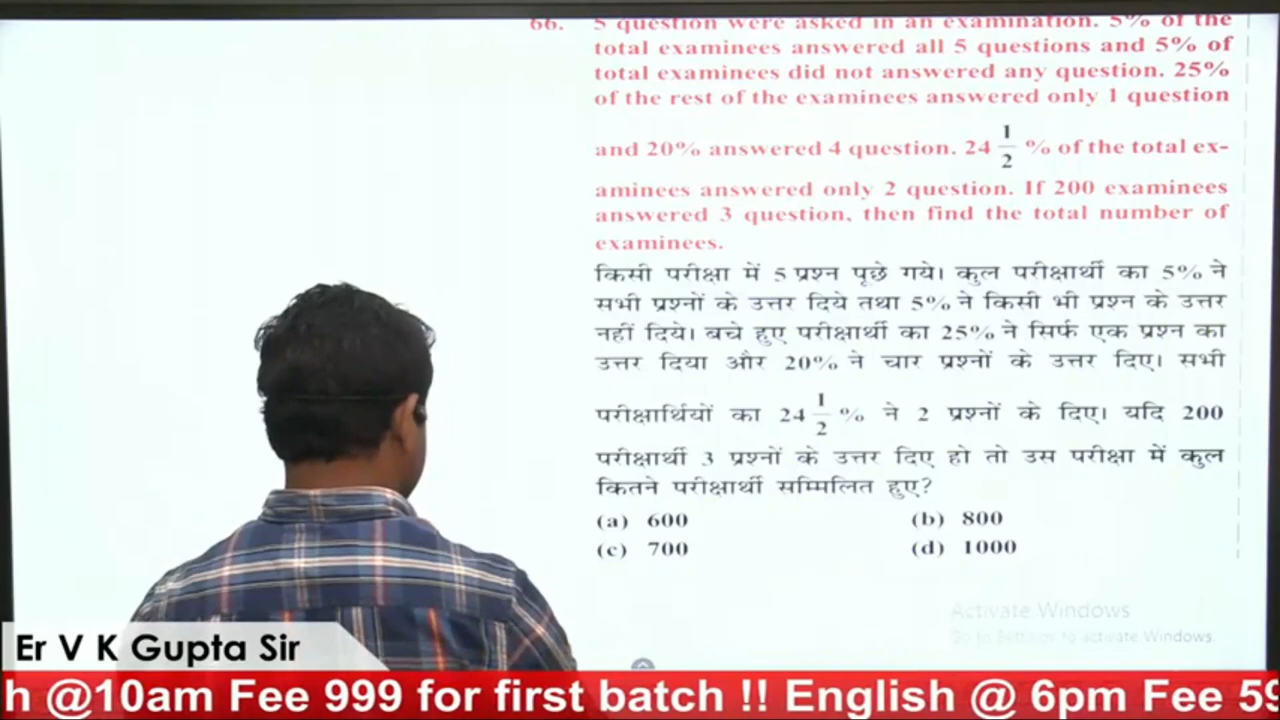 66. 5 question were asked in an examination. 5% of the
total examinees answered all 5 questions and 5% of
total examinees did not answered any question. 25%
of the rest of the examinees answered only 1 question
and 20% answered 4 question. 24 1/2 % of the total ex-
aminees answered only 2 question. If 200 examinees
answered 3 question, then find the total number of
examinees.
किसी परीक्षा में 5 प्रश्न पूछे गये। कुल परीक्षार्थी का 5% ने
सभी प्रश्नों के उत्तर दिये तथा 5% ने किसी भी प्रश्न के उत्तर
नहीं दिये। बचे हुए परीक्षार्थी का 25% ने सिर्फ एक प्रश्न का
उत्तर दिया और 20% ने चार प्रश्नों के उत्तर दिए। सभी
परीक्षार्थियों का 24 1/2 % ने 2 प्रश्नों के दिए। यदि 200
परीक्षार्थी 3 प्रश्नों के उत्तर दिए हो तो उस परीक्षा में कुल
कितने परीक्षार्थी सम्मिलित हुए?
(a) 600 (b) 800
(c) 700 (d) 1000
Activate Windows
Go to Settings to activate Windows.
Er V K Gupta Sir
h @10am Fee 999 for first batch !! English @ 6pm Fee 59